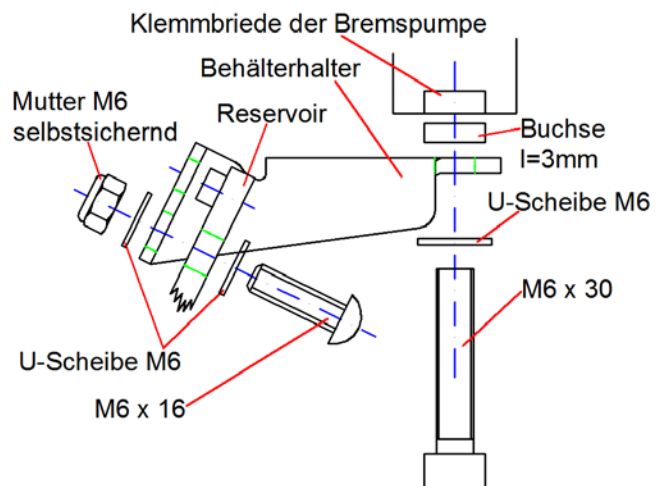 Klemmbriede der Bremspumpe
Behälterhalter
Mutter M6
selbstsichernd
Reservoir
Buchse
l=3mm
U-Scheibe M6
M6 x 30
U-Scheibe M6
M6 x 16